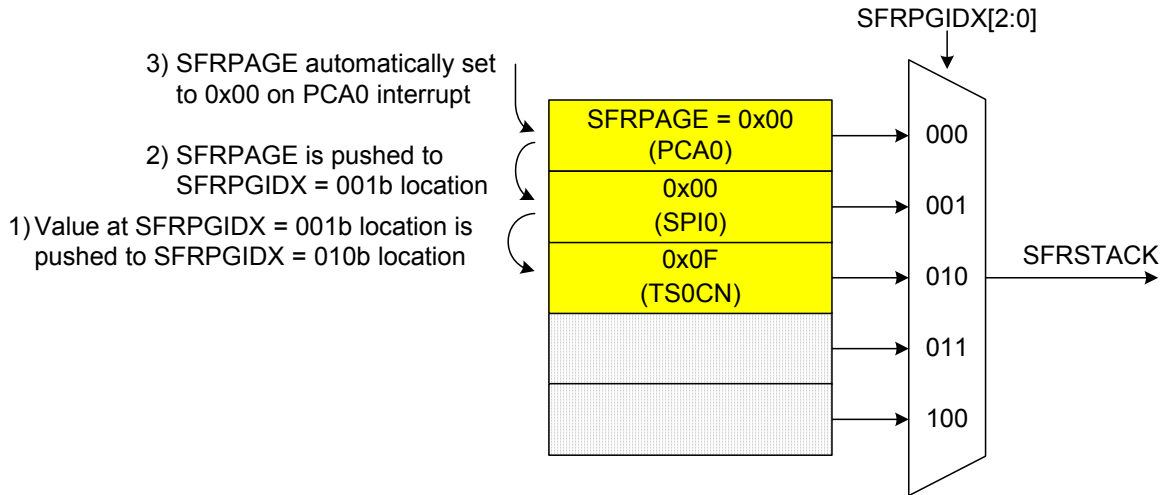 SFRPGIDX[2:0]
3) SFRPAGE automatically set
to 0x00 on PCA0 interrupt
2) SFRPAGE is pushed to
SFRPGIDX = 001b location
1) Value at SFRPGIDX = 001b location is
pushed to SFRPGIDX = 010b location
SFRPAGE = 0x00
(PCA0)
000
0x00
(SPI0)
001
0x0F
(TS0CN)
010
SFRSTACK
011
100